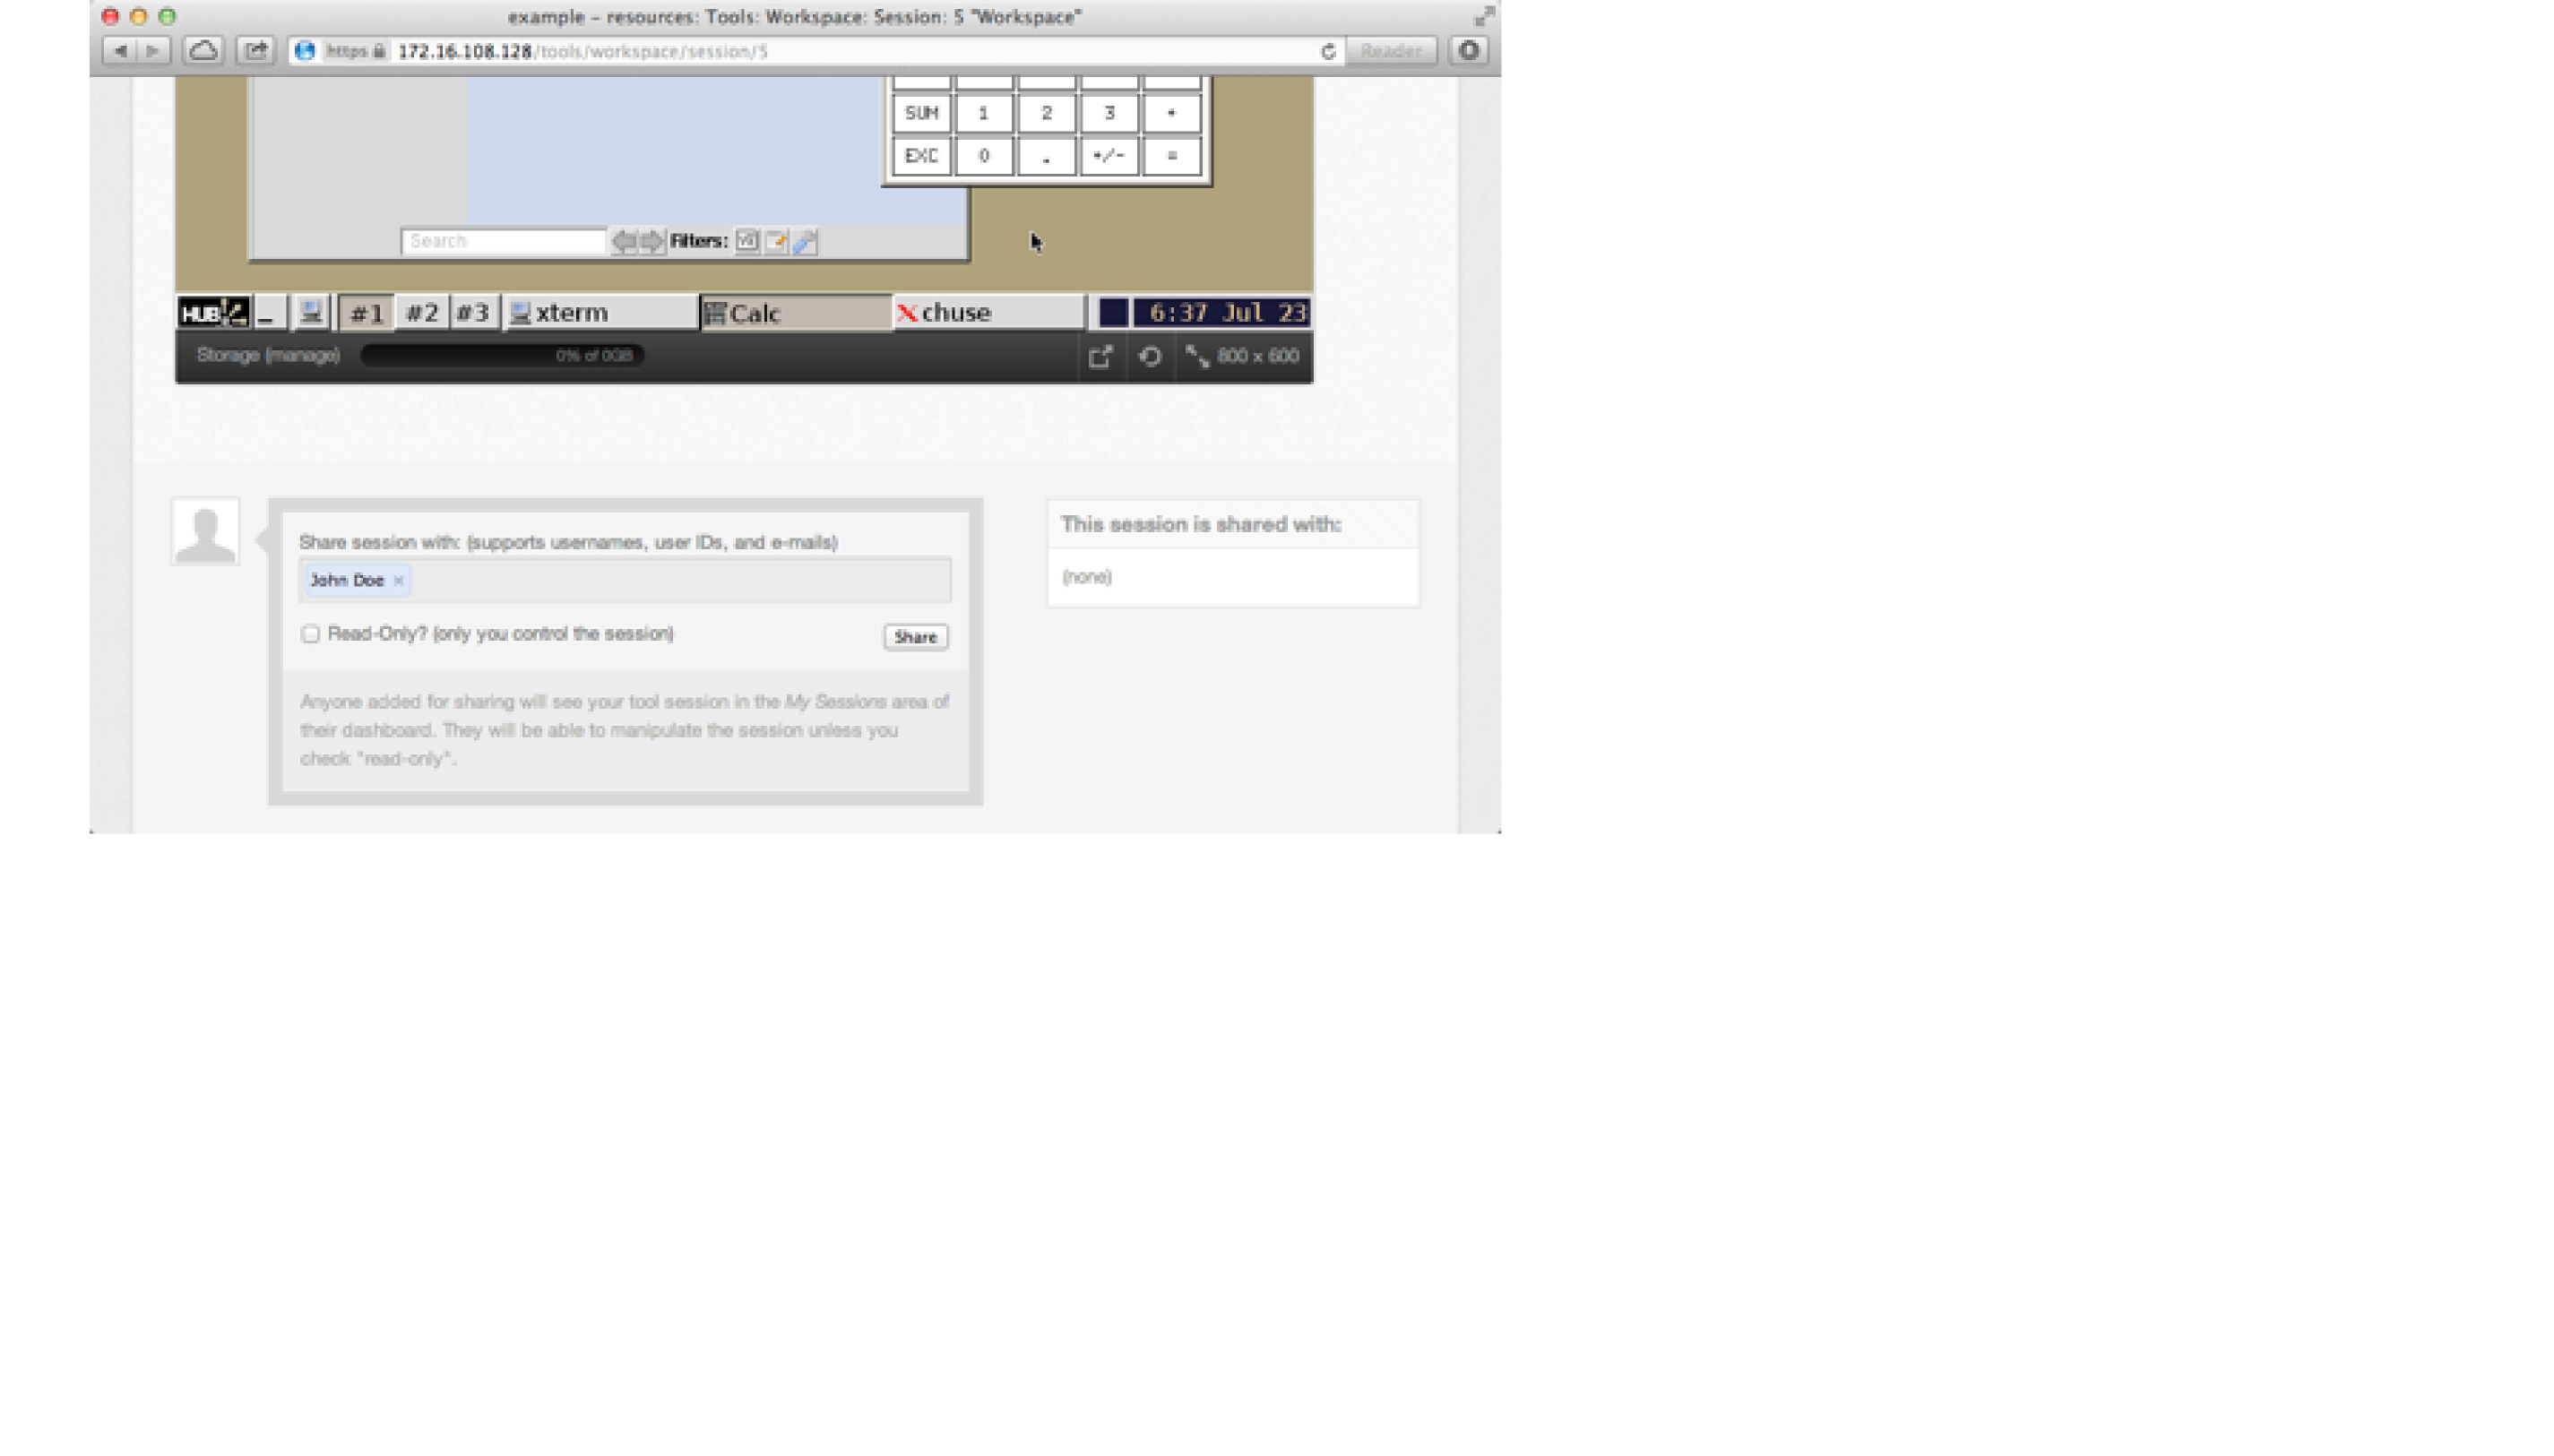 example – resources: Tools: Workspace: Session: 5 "Workspace"
https 172.16.108.128/tools/workspace/session/5 Reader
SUM 1 2 3 +
EXC 0 . +/- =
Search Filters:
HUB _ #1 #2 #3 xterm Calc X chuse 6:37 Jul 23
Storage (manage) 0% of 0GB 800 x 600
Share session with: (supports usernames, user IDs, and e-mails)
John Doe ×
Read-Only? (only you control the session) Share
Anyone added for sharing will see your tool session in the My Sessions area of
their dashboard. They will be able to manipulate the session unless you
check "read-only".
This session is shared with:
(none)